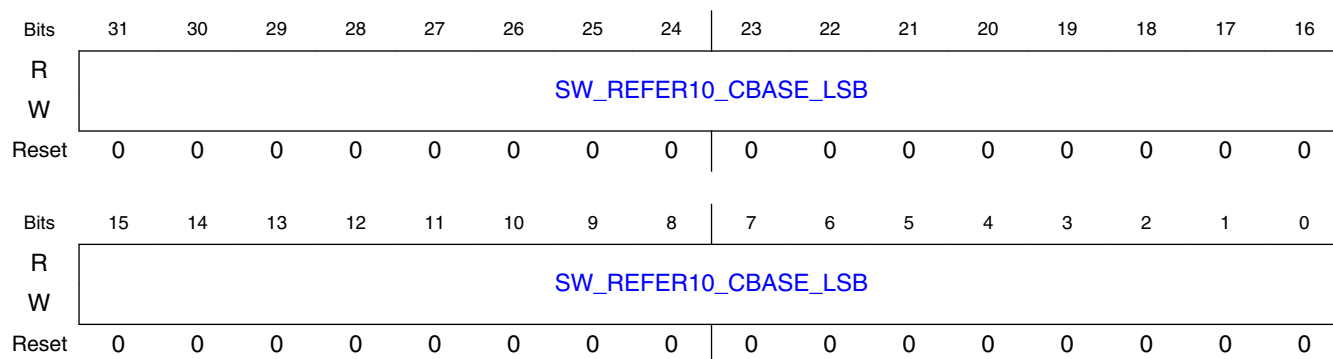 Bits 31 30 29 28 27 26 25 24 23 22 21 20 19 18 17 16
R
SW_REFER10_CBASE_LSB
W
Reset 0 0 0 0 0 0 0 0 0 0 0 0 0 0 0 0
Bits 15 14 13 12 11 10 9 8 7 6 5 4 3 2 1 0
R
SW_REFER10_CBASE_LSB
W
Reset 0 0 0 0 0 0 0 0 0 0 0 0 0 0 0 0